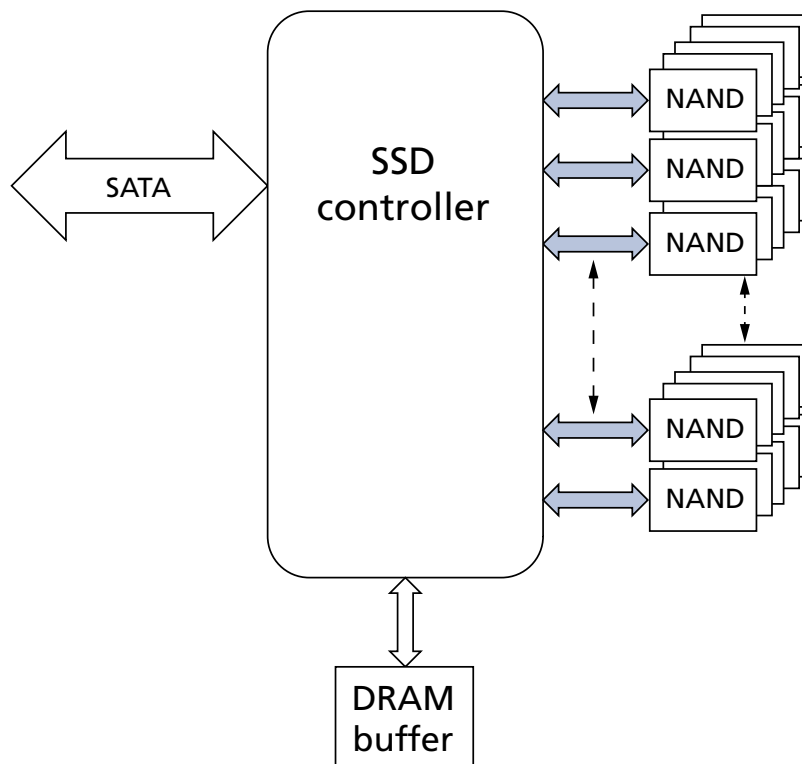 SATA
SSD
controller
NAND
NAND
NAND
NAND
NAND
DRAM
buffer